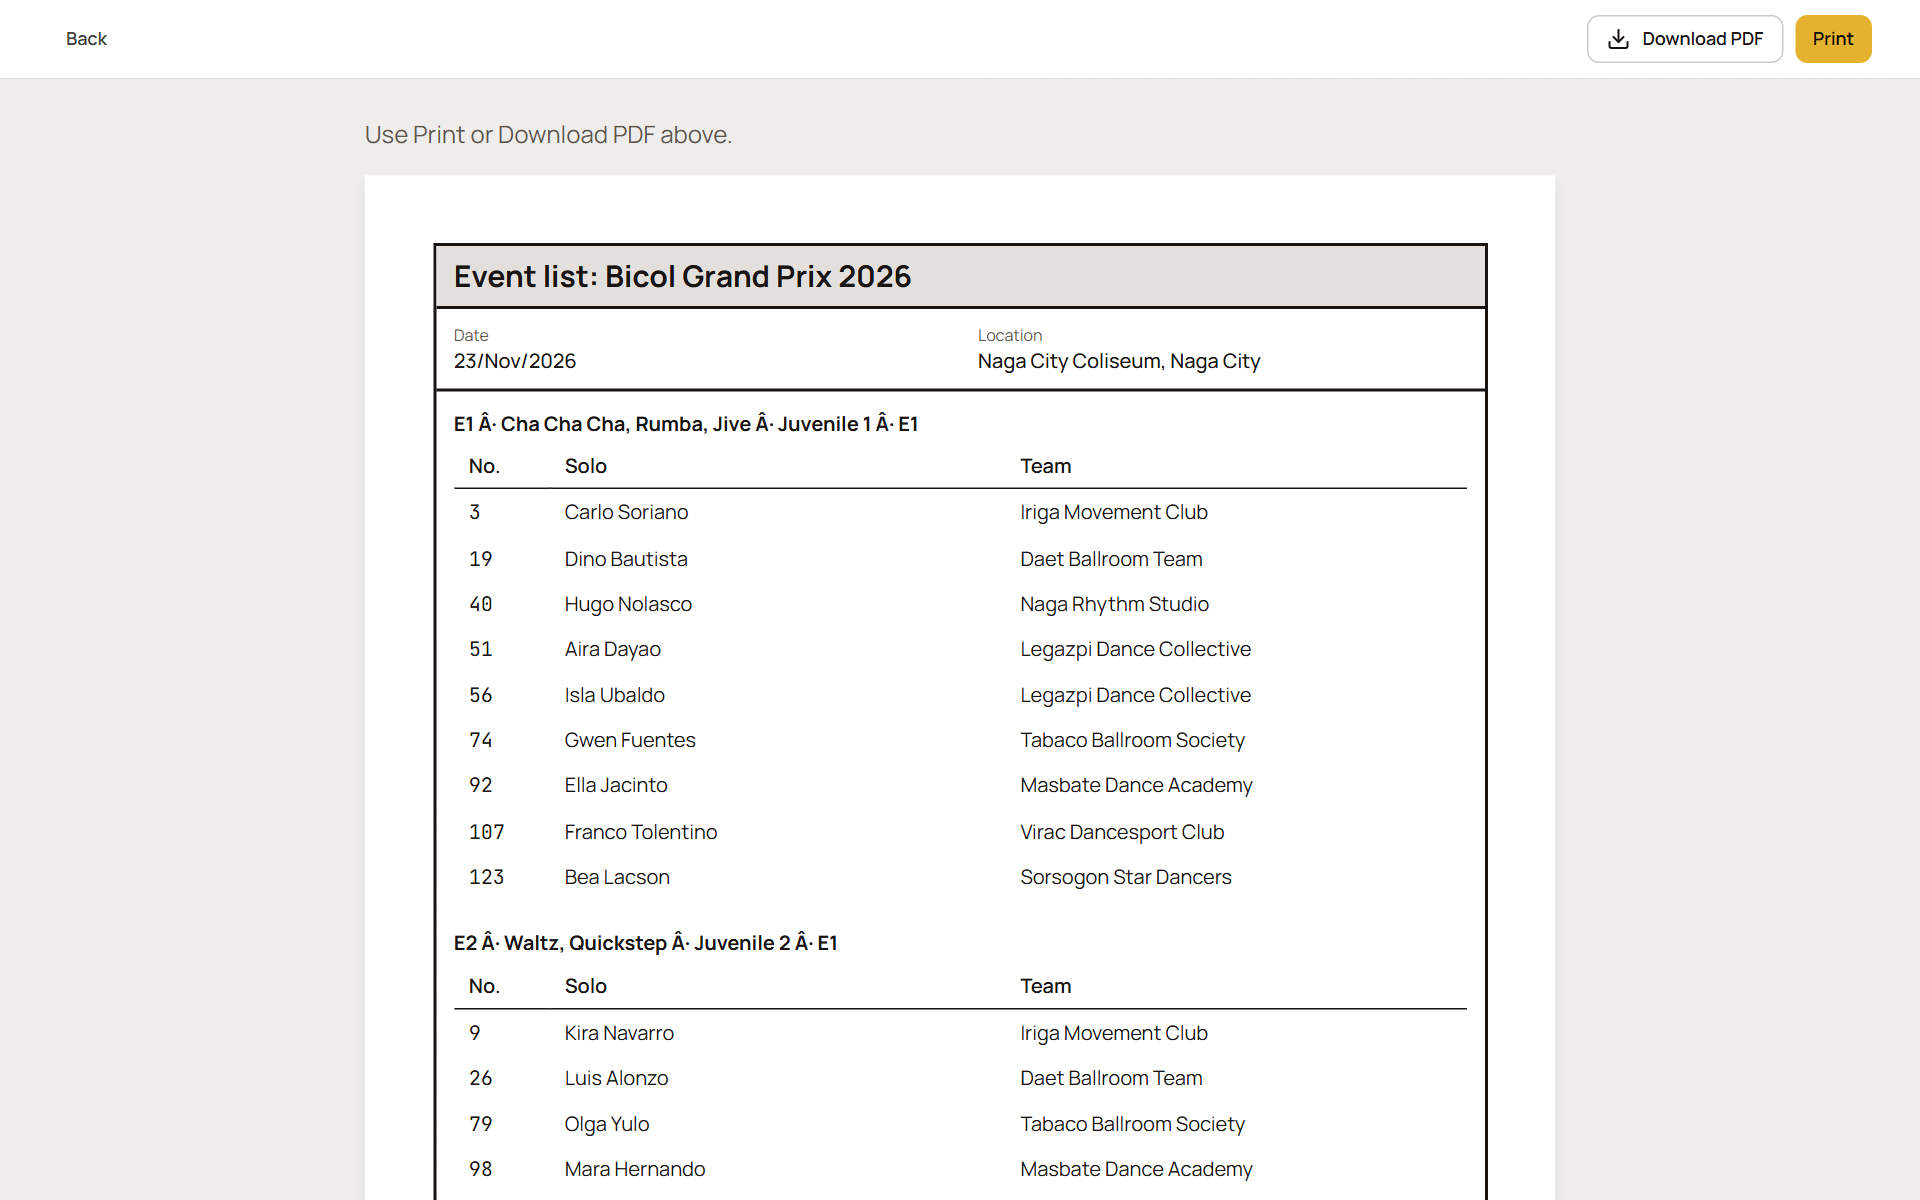 Back
Download PDF
Print
Use Print or Download PDF above.
Event list: Bicol Grand Prix 2026
Date
Location
23/Nov/2026
Naga City Coliseum, Naga City
E1 Â· Cha Cha Cha, Rumba, Jive Â· Juvenile 1 Â· E1
No. Solo Team
3 Carlo Soriano Iriga Movement Club
19 Dino Bautista Daet Ballroom Team
40 Hugo Nolasco Naga Rhythm Studio
51 Aira Dayao Legazpi Dance Collective
56 Isla Ubaldo Legazpi Dance Collective
74 Gwen Fuentes Tabaco Ballroom Society
92 Ella Jacinto Masbate Dance Academy
107 Franco Tolentino Virac Dancesport Club
123 Bea Lacson Sorsogon Star Dancers
E2 Â· Waltz, Quickstep Â· Juvenile 2 Â· E1
No. Solo Team
9 Kira Navarro Iriga Movement Club
26 Luis Alonzo Daet Ballroom Team
79 Olga Yulo Tabaco Ballroom Society
98 Mara Hernando Masbate Dance Academy